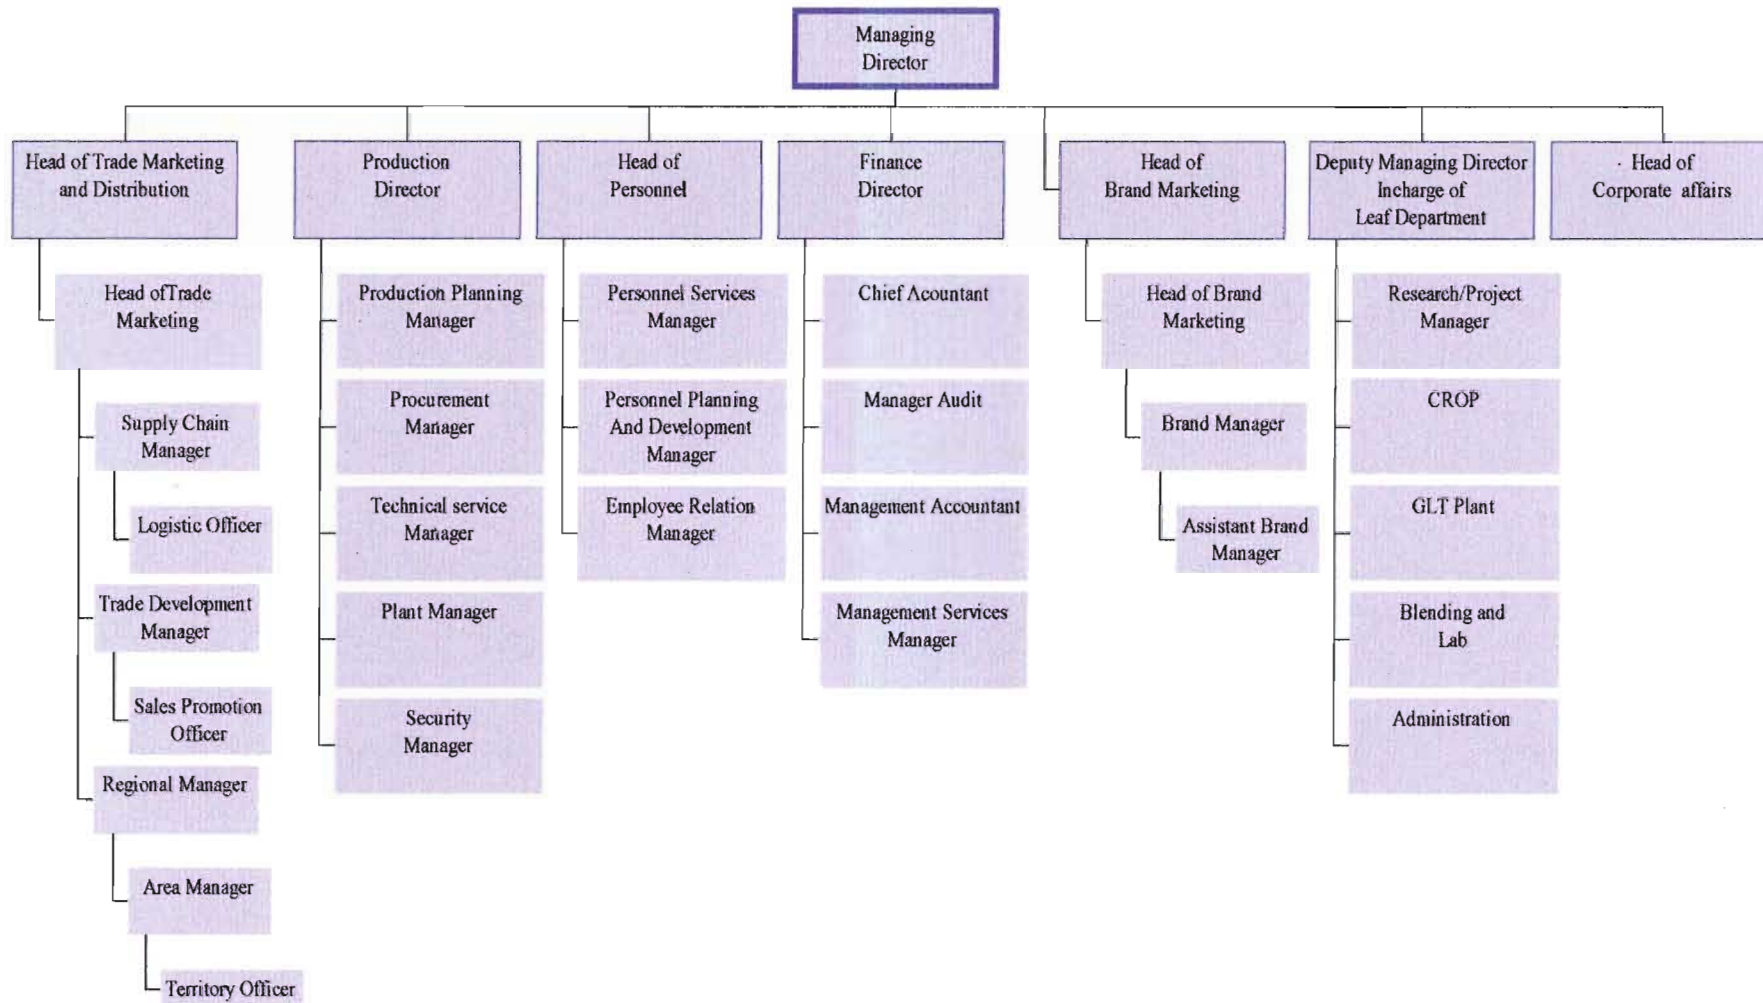 Managing
Director
Head of Trade Marketing
and Distribution
Production
Director
Head of
Personnel
Finance
Director
Head of
Brand Marketing
Deputy Managing Director
Incharge of
Leaf Department
Head of
Corporate affairs
Head ofTrade
Marketing
Supply Chain
Manager
Logistic Officer
Trade Development
Manager
Sales Promotion
Officer
Regional Manager
Area Manager
Territory Officer
Production Planning
Manager
Procurement
Manager
Technical service
Manager
Plant Manager
Security
Manager
Personnel Services
Manager
Personnel Planning
And Development
Manager
Employee Relation
Manager
Chief Acountant
Manager Audit
Management Accountant
Management Services
Manager
Head of Brand
Marketing
Brand Manager
Assistant Brand
Manager
Research/Project
Manager
CROP
GLT Plant
Blending and
Lab
Administration